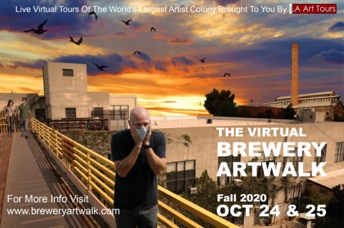 Live Virtual Tours Of The World's Largest Artist Colony Brought To You By L.A Art Tours
THE VIRTUAL
BREWERY
ARTWALK
Fall 2020
OCT 24 & 25
For More Info Visit
www.breweryartwalk.com